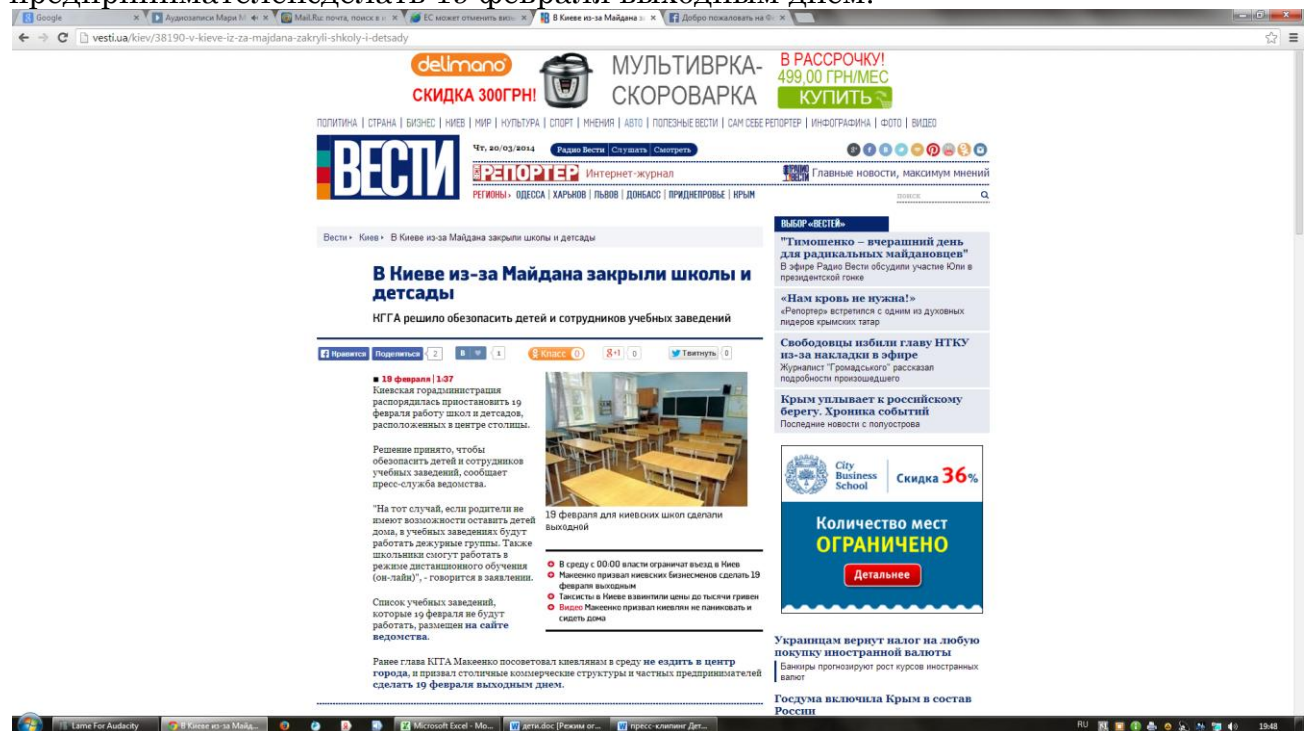 предпринимателейсделать 19 февраля выходным днем.
Google
Аудиозаписи Мари М
Mail.Ru: почта, поиск в и
ЕС может отменить визы
В Киеве из-за Майдана за
Добро пожаловать на
vesti.ua/kiev/38190-v-kieve-iz-za-majdana-zakryli-shkoly-i-detsady
delimano
СКИДКА 300ГРН!
МУЛЬТИВРКА-
СКОРОВАРКА
В РАССРОЧКУ!
499,00 ГРН/МЕС
КУПИТЬ
ПОЛИТИКА | СТРАНА | БИЗНЕС | КИЕВ | МИР | КУЛЬТУРА | СПОРТ | МНЕНИЯ | АВТО | ПОЛЕЗНЫЕ ВЕСТИ | САМ СЕБЕ РЕПОРТЕР | ИНФОГРАФИКА | ФОТО | ВИДЕО
ВЕСТИ
Чт, 20/03/2014
Радио Вести | Слушать | Смотреть
РЕПОРТЕР Интернет-журнал
Главные новости, максимум мнений
РЕГИОНЫ› ОДЕССА | ХАРЬКОВ | ЛЬВОВ | ДОНБАСС | ПРИДНЕПРОВЬЕ | КРЫМ
поиск
Вести› Киев› В Киеве из-за Майдана закрыли школы и детсады
В Киеве из-за Майдана закрыли школы и
детсады
КГГА решило обезопасить детей и сотрудников учебных заведений
Нравится Поделиться 2
В 1
Класс 0
g+1 0
Твитнуть 0
19 февраля | 1:37
Киевская горадминистрация
распорядилась приостановить 19
февраля работу школ и детсадов,
расположенных в центре столицы.
Решение принято, чтобы
обезопасить детей и сотрудников
учебных заведений, сообщает
пресс-служба ведомства.
"На тот случай, если родители не
имеют возможности оставить детей
дома, в учебных заведениях будут
работать дежурные группы. Также
школьники смогут работать в
режиме дистанционного обучения
(он-лайн)", - говорится в заявлении.
Список учебных заведений,
которые 19 февраля не будут
работать, размещен на сайте
ведомства.
19 февраля для киевских школ сделали
выходной
В среду с 00:00 власти ограничат въезд в Киев
Макеенко призвал киевских бизнесменов сделать 19
февраля выходным
Таксисты в Киеве взвинтили цены до тысячи гривен
Видео Макеенко призвал киевлян не паниковать и
сидеть дома
Ранее глава КГГА Макеенко посоветовал киевлянам в среду не ездить в центр
города, и призвал столичные коммерческие структуры и частных предпринимателей
сделать 19 февраля выходным днем.
ВЫБОР «ВЕСТЕЙ»
"Тимошенко – вчерашний день
для радикальных майдановцев"
В эфире Радио Вести обсудили участие Юли в
президентской гонке
«Нам кровь не нужна!»
«Репортер» встретился с одним из духовных
лидеров крымских татар
Свободовцы избили главу НТКУ
из-за накладки в эфире
Журналист "Громадського" рассказал
подробности произошедшего
Крым уплывает к российскому
берегу. Хроника событий
Последние новости с полуострова
City
Business
School
Скидка 36%
Количество мест
ОГРАНИЧЕНО
Детальнее
Украинцам вернут налог на любую
покупку иностранной валюты
Банкиры прогнозируют рост курсов иностранных
валют
Госдума включила Крым в состав
России
Lame For Audacity
В Киеве из-за Майд...
Microsoft Excel - Mo...
дети.doc [Режим ог...
пресс-клипинг Дет...
RU
19:48